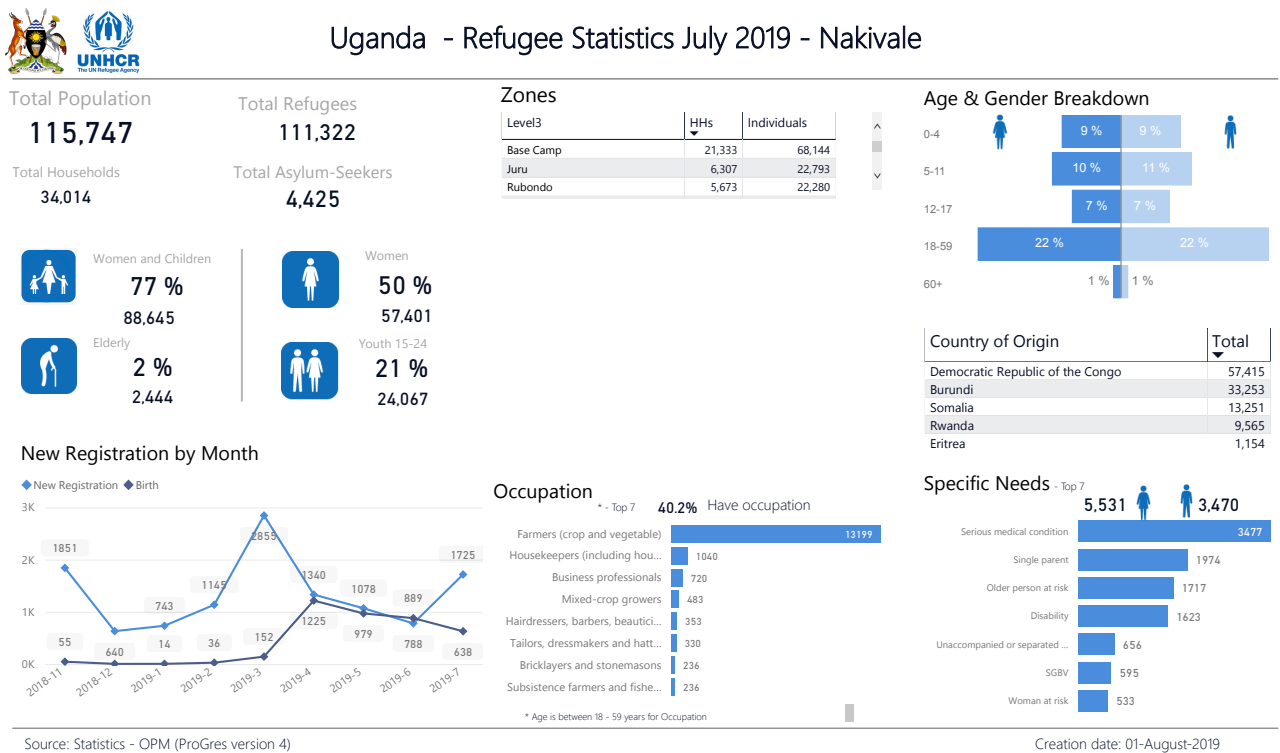 UNHCR
The UN Refugee Agency
Uganda - Refugee Statistics July 2019 - Nakivale
Total Population
115,747
Total Refugees
111,322
Total Households
34,014
Total Asylum-Seekers
4,425
Women and Children
77 %
88,645
Women
50 %
57,401
Elderly
2 %
2,444
Youth 15-24
21 %
24,067
Zones
Level3 HHs Individuals
Base Camp 21,333 68,144
Juru 6,307 22,793
Rubondo 5,673 22,280
Age & Gender Breakdown
0-4 9 % 9 %
5-11 10 % 11 %
12-17 7 % 7 %
18-59 22 % 22 %
60+ 1 % 1 %
Country of Origin Total
Democratic Republic of the Congo 57,415
Burundi 33,253
Somalia 13,251
Rwanda 9,565
Eritrea 1,154
New Registration by Month
New Registration Birth
3K
2K
1K
0K
1851
640
743
1145
2855
1340
1078
788
1725
55
14
36
152
1225
979
889
638
2018-11 2018-12 2019-1 2019-2 2019-3 2019-4 2019-5 2019-6 2019-7
Occupation
* - Top 7 40.2% Have occupation
Farmers (crop and vegetable) 13199
Housekeepers (including hou... 1040
Business professionals 720
Mixed-crop growers 483
Hairdressers, barbers, beautici... 353
Tailors, dressmakers and hatt... 330
Bricklayers and stonemasons 236
Subsistence farmers and fishe... 236
* Age is between 18 - 59 years for Occupation
Specific Needs - Top 7
5,531 3,470
Serious medical condition 3477
Single parent 1974
Older person at risk 1717
Disability 1623
Unaccompanied or separated ... 656
SGBV 595
Woman at risk 533
Source: Statistics - OPM (ProGres version 4)
Creation date: 01-August-2019